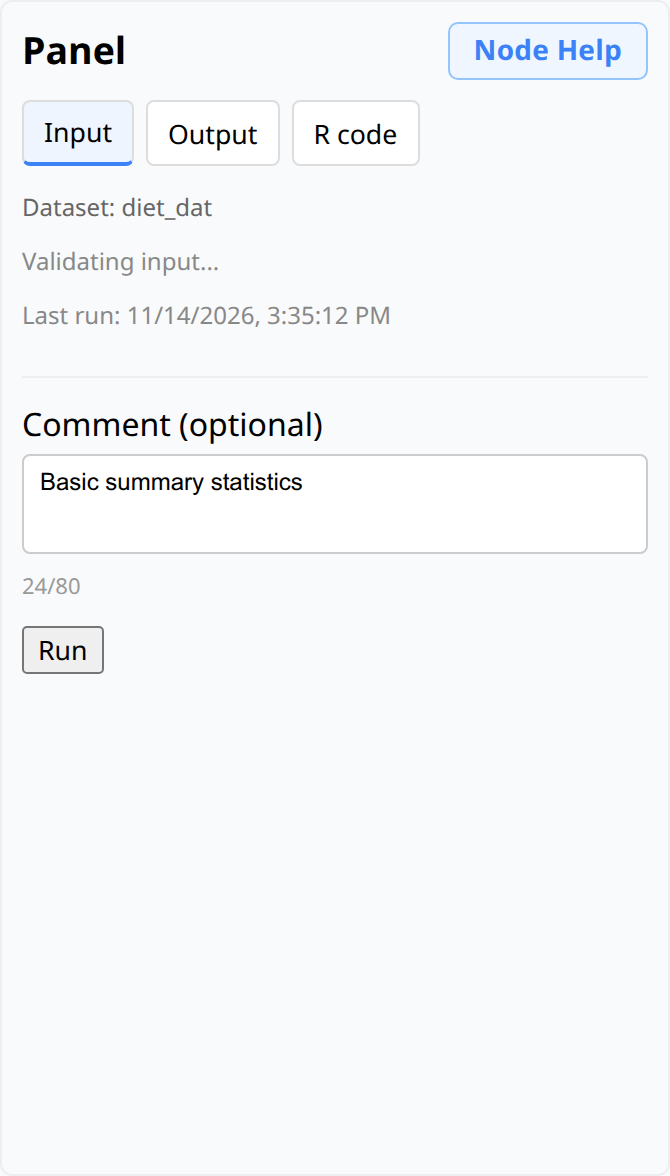 Panel
Node Help
Input
Output
R code
Dataset: diet_dat
Validating input...
Last run: 11/14/2026, 3:35:12 PM
Comment (optional)
Basic summary statistics
24/80
Run